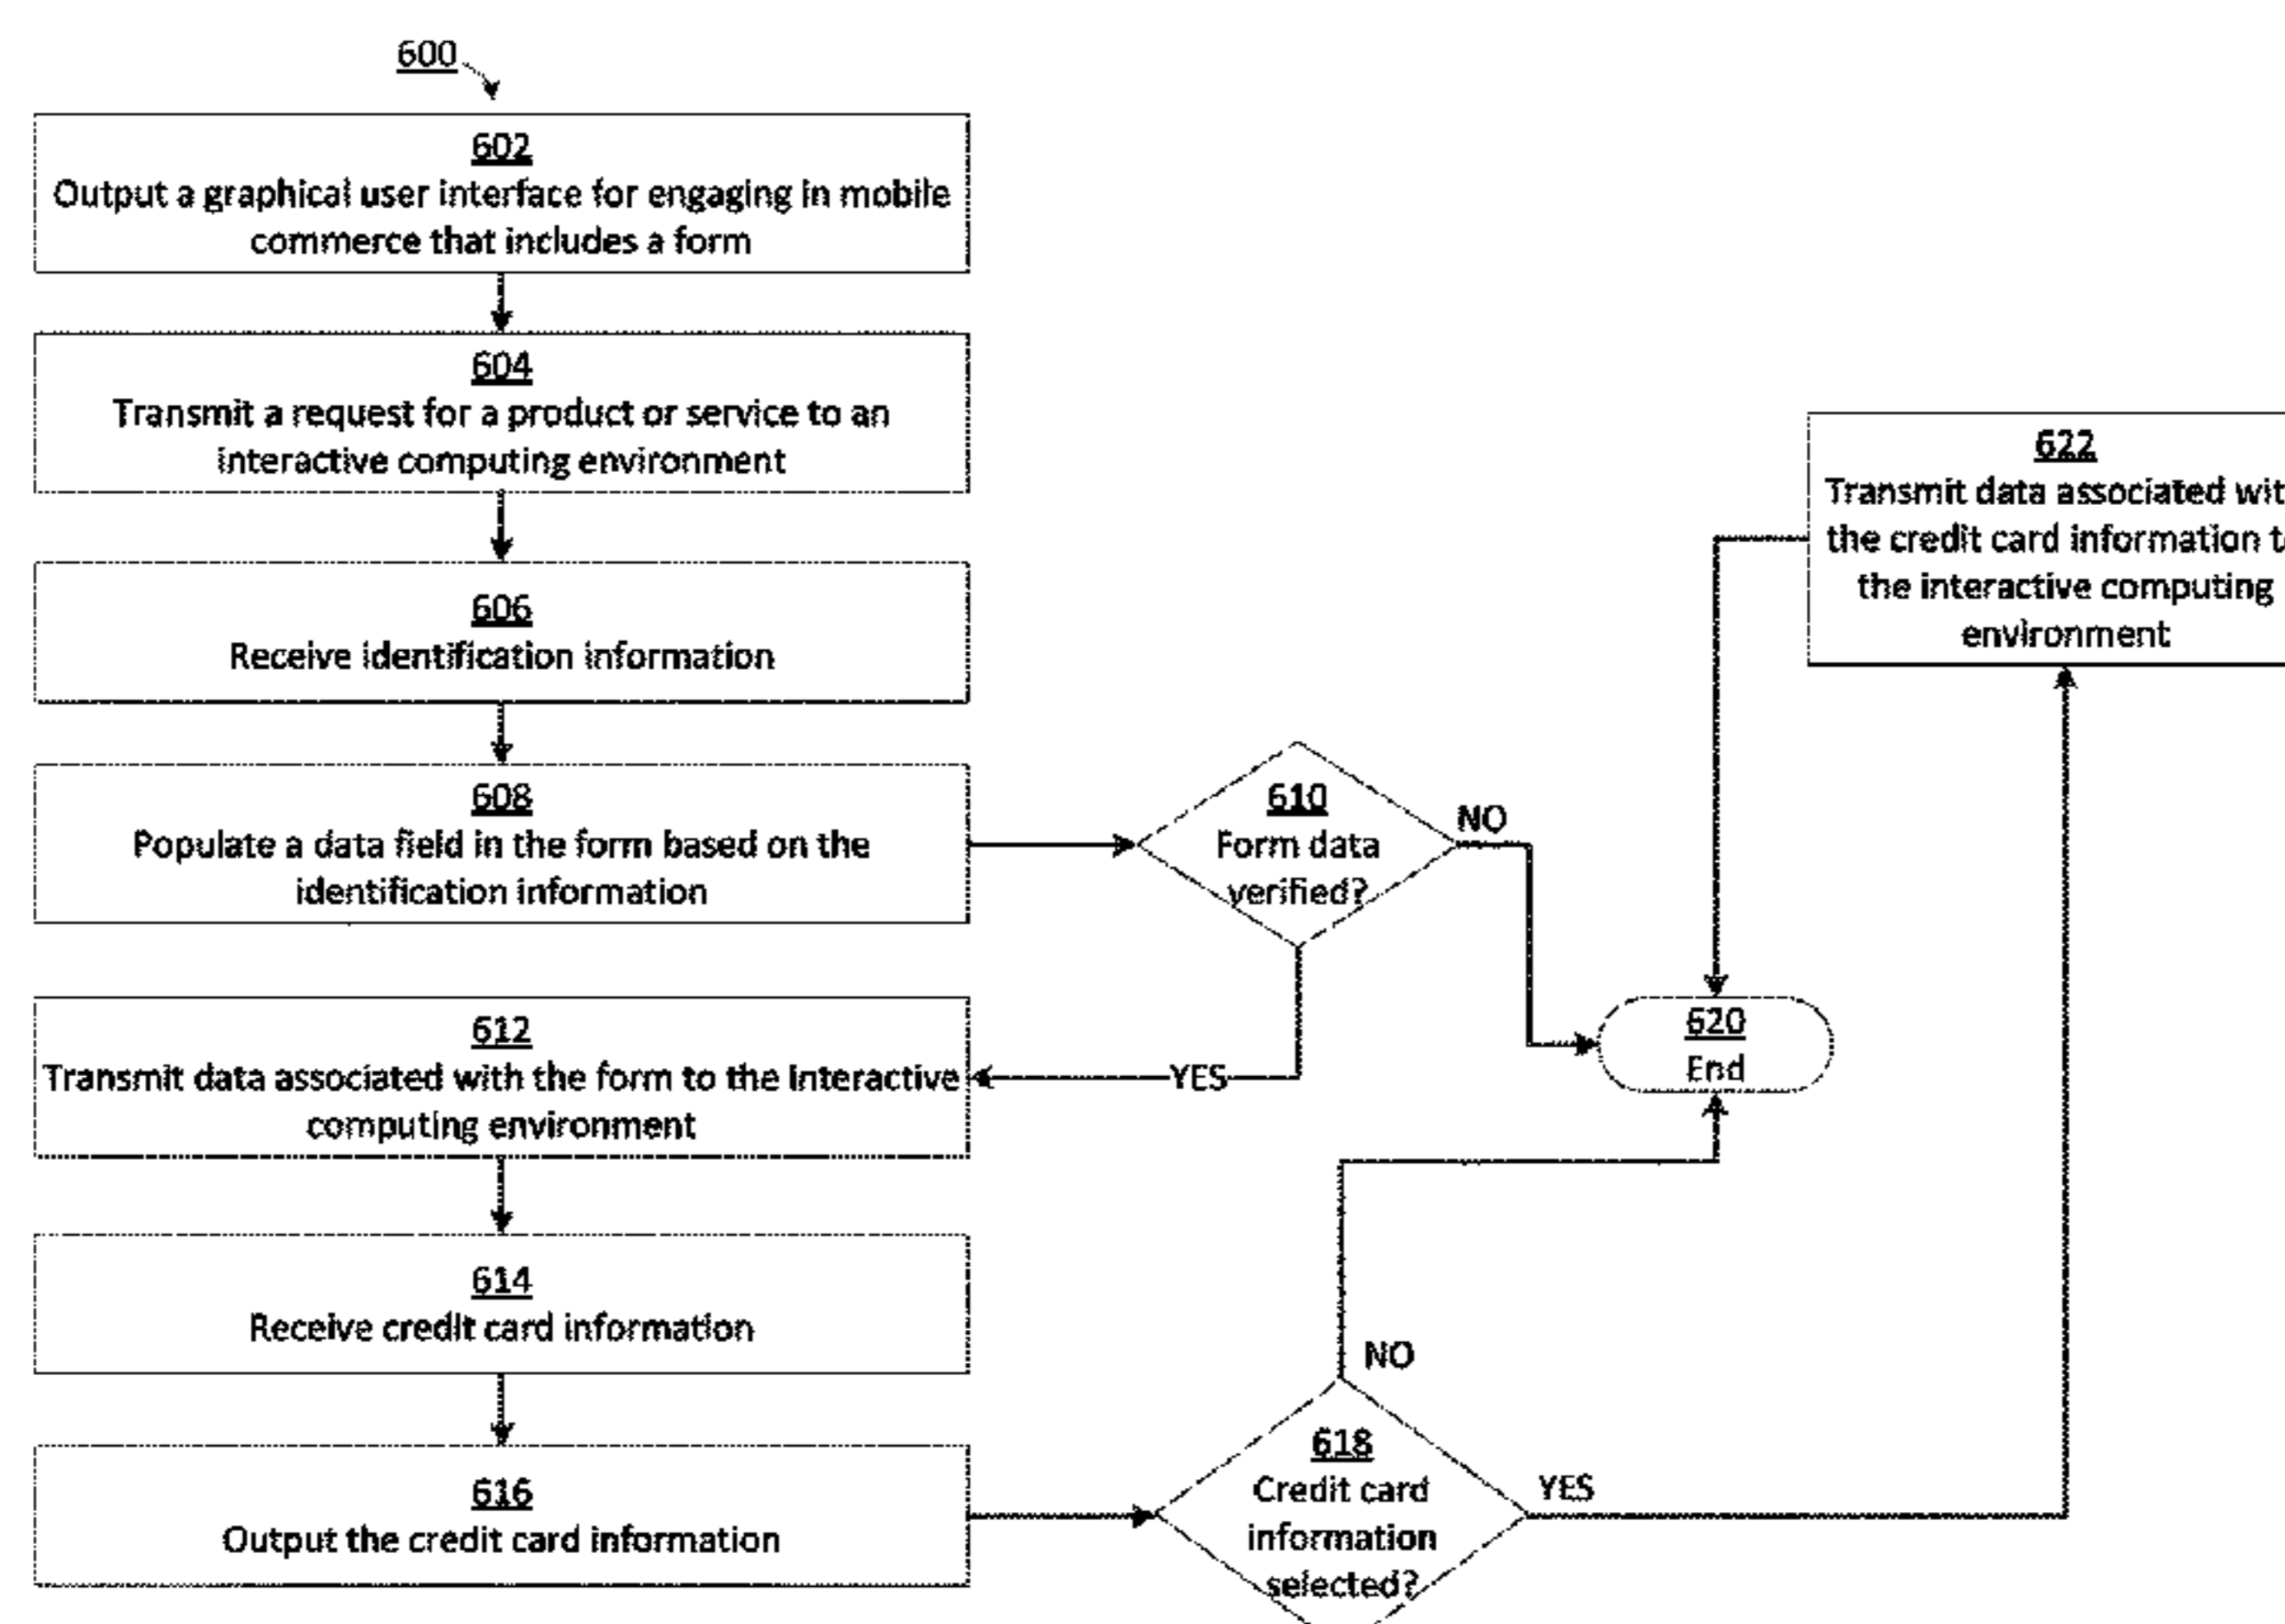 600
602
Output a graphical user interface for engaging in mobile
commerce that includes a form
604
Transmit a request for a product or service to an
interactive computing environment
606
Receive identification information
608
Populate a data field in the form based on the
identification information
610
Form data
verified?
NO
YES
612
Transmit data associated with the form to the interactive
computing environment
614
Receive credit card information
616
Output the credit card information
618
Credit card
information
selected?
NO
YES
620
End
622
Transmit data associated
the credit card information
the interactive computing
environment